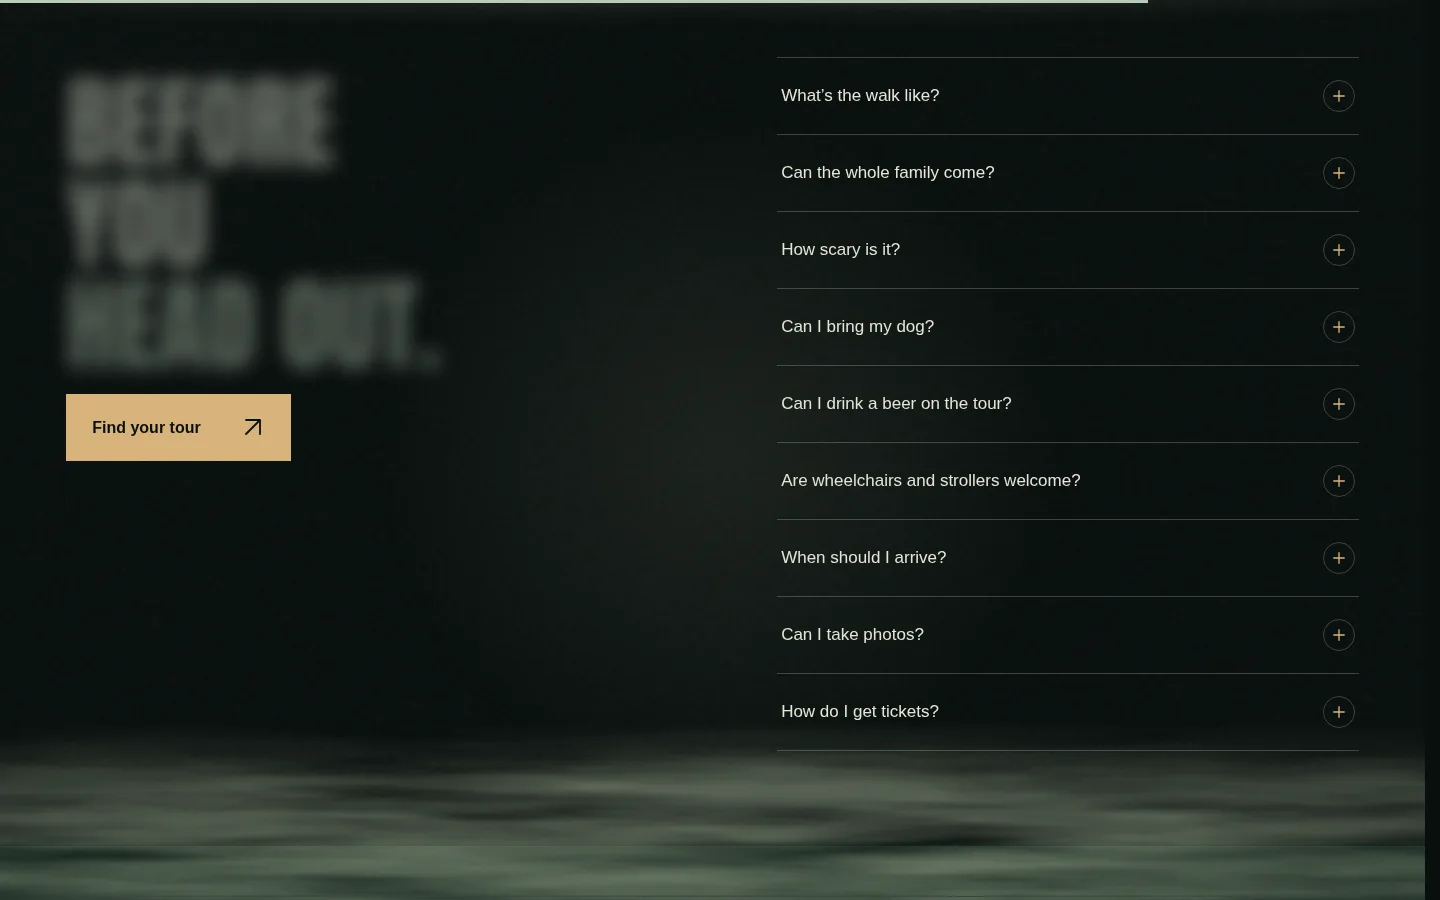 BEFORE
YOU
HEAD OUT.
Find your tour
What’s the walk like?
Can the whole family come?
How scary is it?
Can I bring my dog?
Can I drink a beer on the tour?
Are wheelchairs and strollers welcome?
When should I arrive?
Can I take photos?
How do I get tickets?